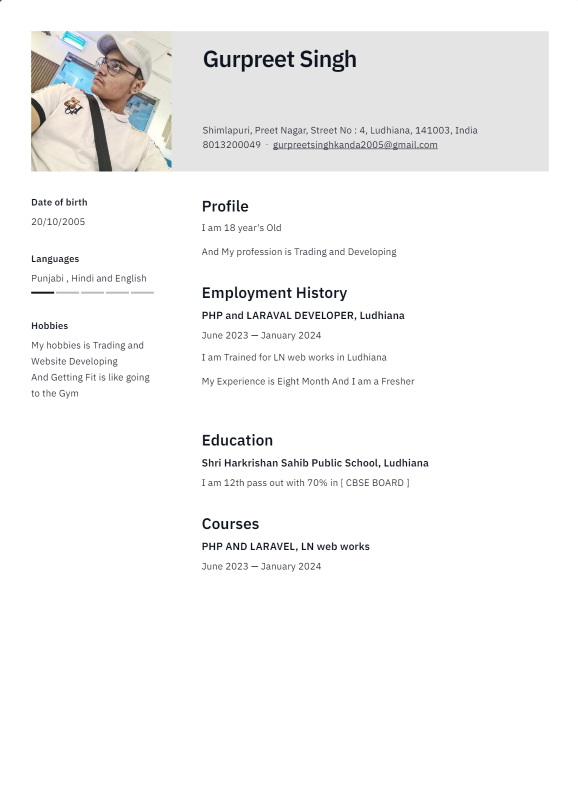 Gurpreet Singh
Shimlapuri, Preet Nagar, Street No : 4, Ludhiana, 141003, India
8013200049 · gurpreetsinghkanda2005@gmail.com
Date of birth
20/10/2005
Languages
Punjabi , Hindi and English
Hobbies
My hobbies is Trading and
Website Developing
And Getting Fit is like going
to the Gym
Profile
I am 18 year's Old
And My profession is Trading and Developing
Employment History
PHP and LARAVAL DEVELOPER, Ludhiana
June 2023 — January 2024
I am Trained for LN web works in Ludhiana
My Experience is Eight Month And I am a Fresher
Education
Shri Harkrishan Sahib Public School, Ludhiana
I am 12th pass out with 70% in [ CBSE BOARD ]
Courses
PHP AND LARAVEL, LN web works
June 2023 — January 2024